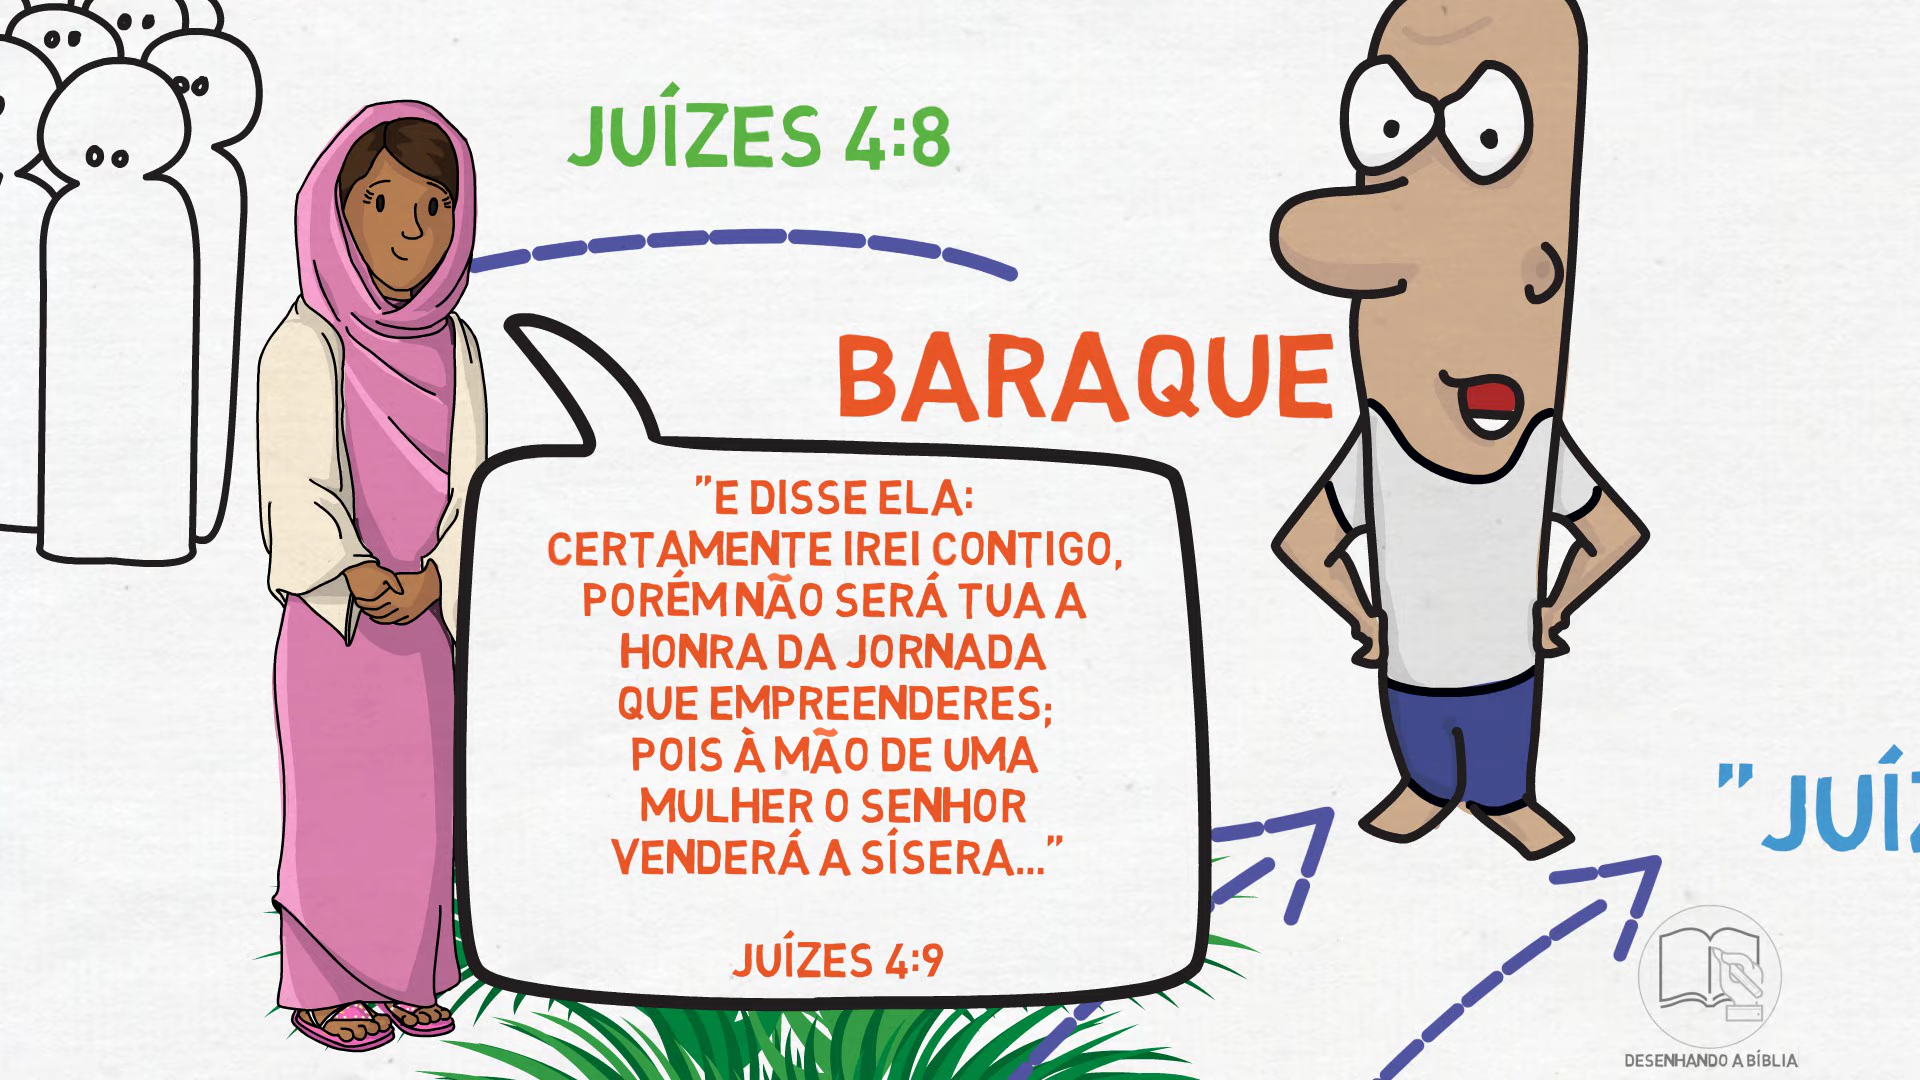 JUÍZES 4:8
BARAQUE
"E DISSE ELA:
CERTAMENTE IREI CONTIGO,
PORÉM NÃO SERÁ TUA A
HONRA DA JORNADA
QUE EMPREENDERES;
POIS À MÃO DE UMA
MULHER O SENHOR
VENDERÁ A SÍSERA..."
JUÍZES 4:9
"JUÍZ
DESENHANDO A BÍBLIA